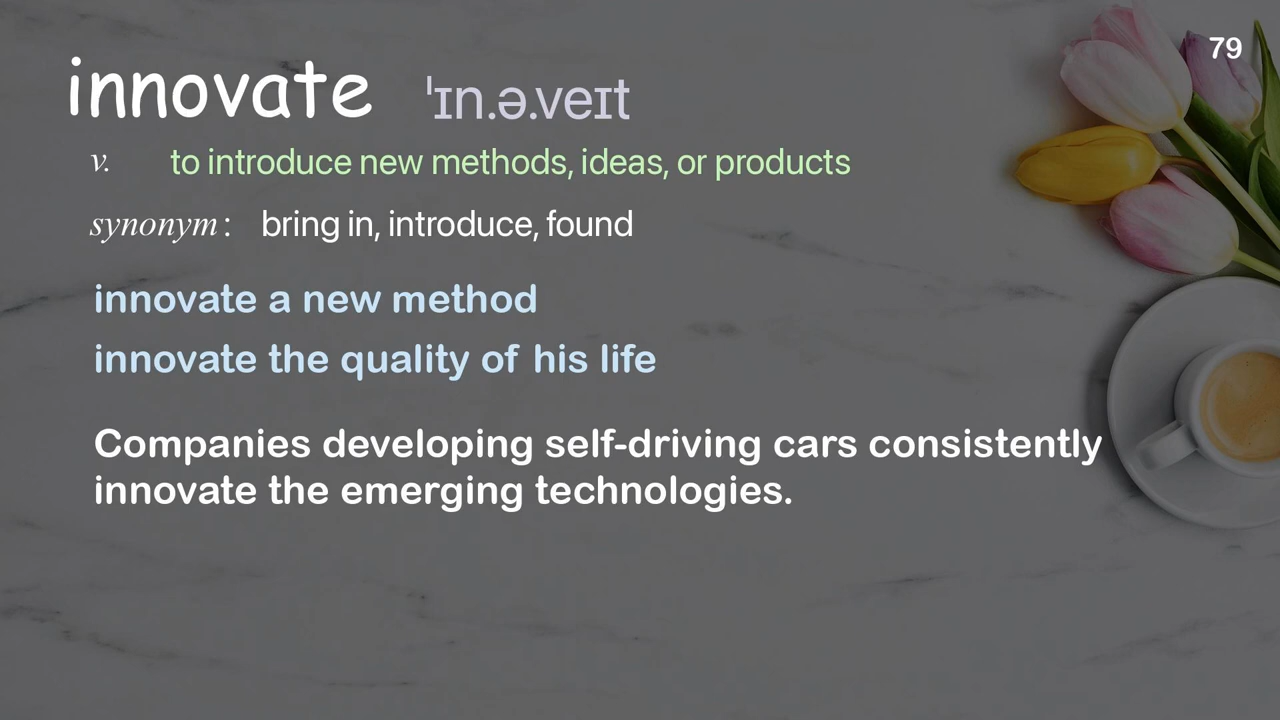 79
innovate ˈɪn.ə.veɪt
v. to introduce new methods, ideas, or products
synonym: bring in, introduce, found
innovate a new method
innovate the quality of his life
Companies developing self-driving cars consistently
innovate the emerging technologies.